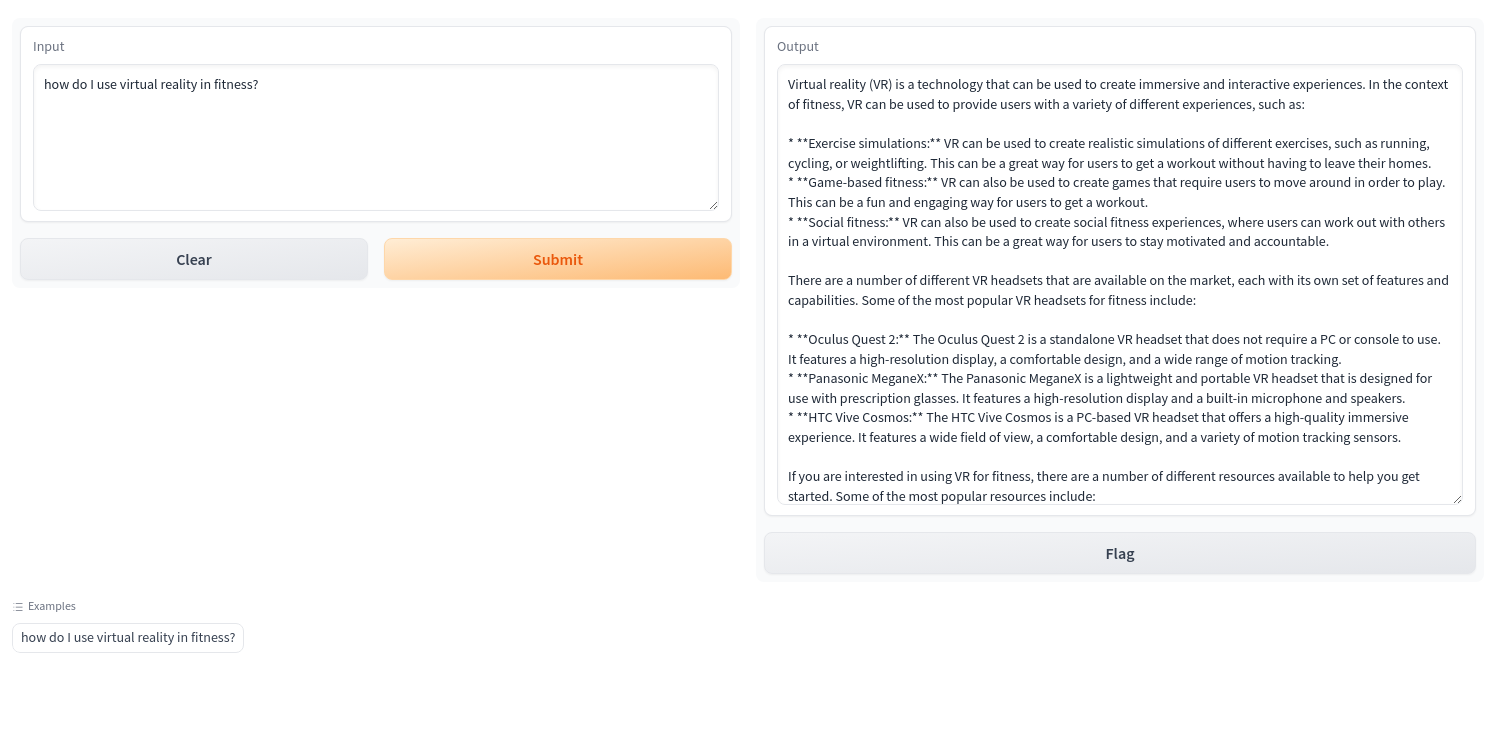 Input
how do I use virtual reality in fitness?
Clear
Submit
Output
Virtual reality (VR) is a technology that can be used to create immersive and interactive experiences. In the context
of fitness, VR can be used to provide users with a variety of different experiences, such as:
* **Exercise simulations:** VR can be used to create realistic simulations of different exercises, such as running,
cycling, or weightlifting. This can be a great way for users to get a workout without having to leave their homes.
* **Game-based fitness:** VR can also be used to create games that require users to move around in order to play.
This can be a fun and engaging way for users to get a workout.
* **Social fitness:** VR can also be used to create social fitness experiences, where users can work out with others
in a virtual environment. This can be a great way for users to stay motivated and accountable.
There are a number of different VR headsets that are available on the market, each with its own set of features and
capabilities. Some of the most popular VR headsets for fitness include:
* **Oculus Quest 2:** The Oculus Quest 2 is a standalone VR headset that does not require a PC or console to use.
It features a high-resolution display, a comfortable design, and a wide range of motion tracking.
* **Panasonic MeganeX:** The Panasonic MeganeX is a lightweight and portable VR headset that is designed for
use with prescription glasses. It features a high-resolution display and a built-in microphone and speakers.
* **HTC Vive Cosmos:** The HTC Vive Cosmos is a PC-based VR headset that offers a high-quality immersive
experience. It features a wide field of view, a comfortable design, and a variety of motion tracking sensors.
If you are interested in using VR for fitness, there are a number of different resources available to help you get
started. Some of the most popular resources include:
Flag
Examples
how do I use virtual reality in fitness?